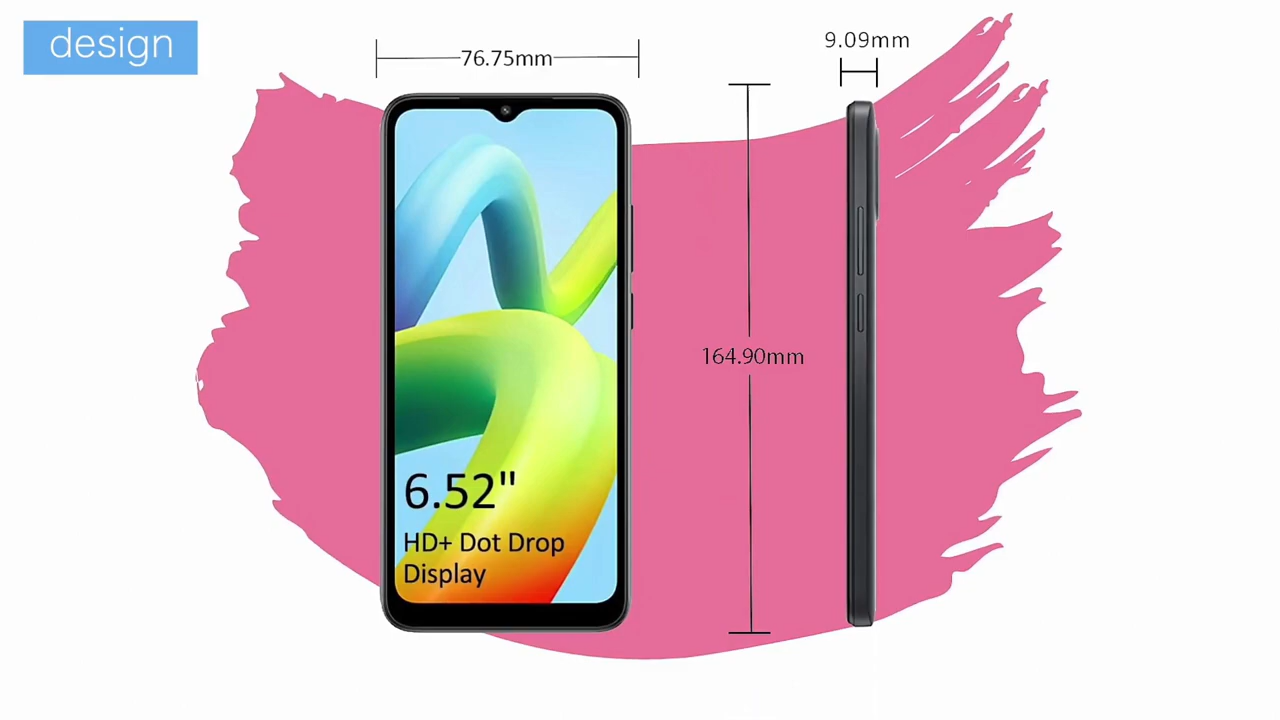 design
76.75mm
9.09mm
164.90mm
6.52"
HD+ Dot Drop
Display